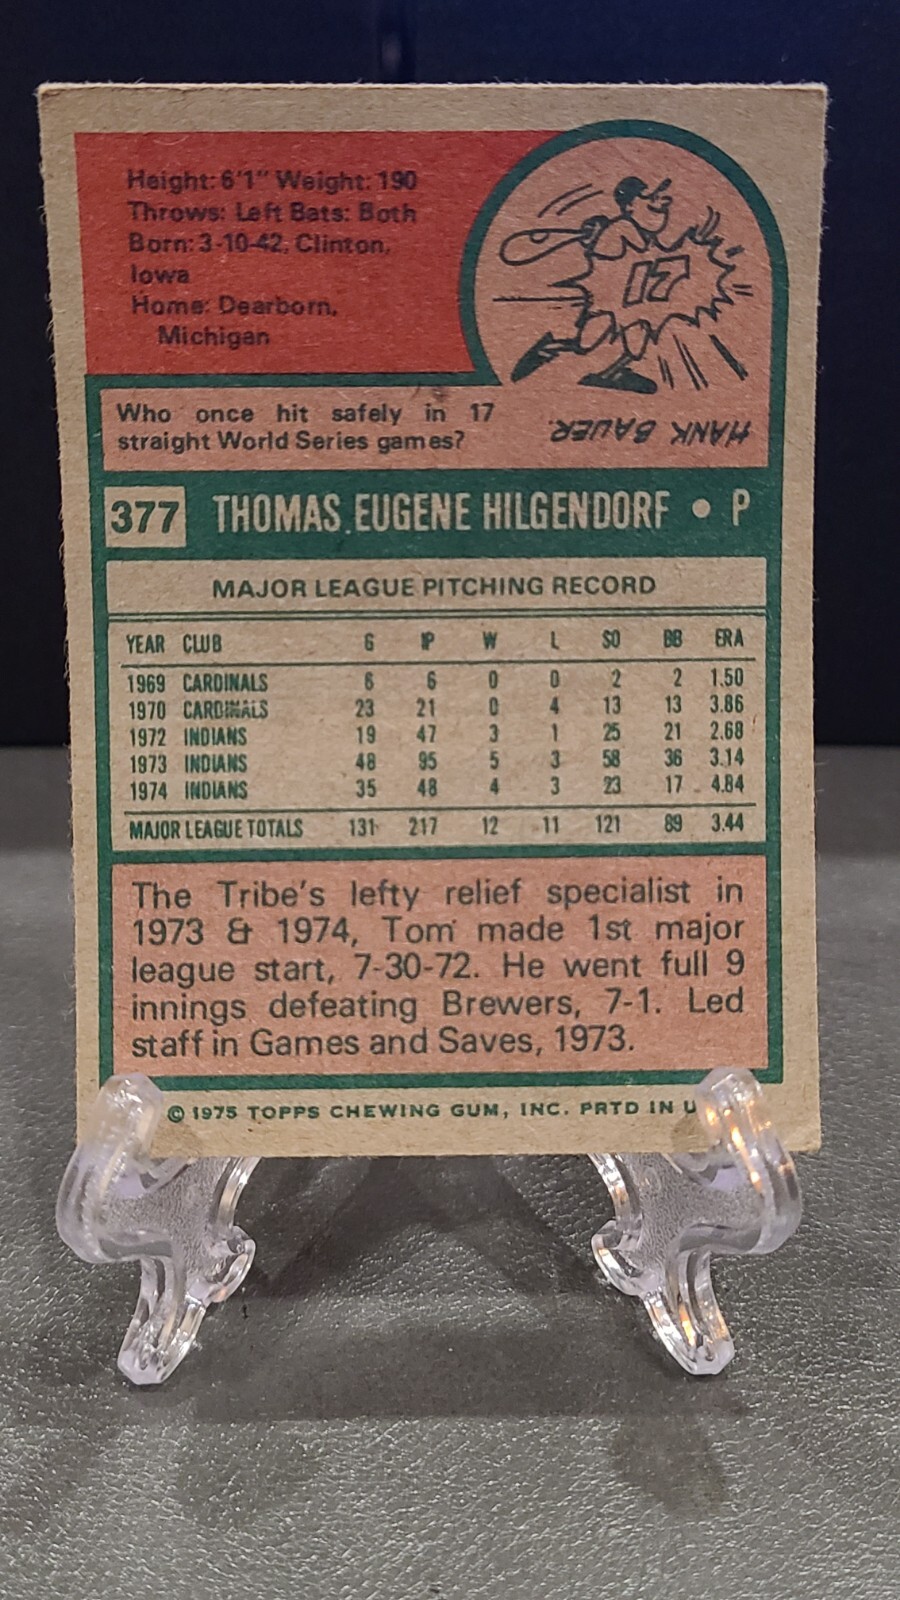 Height: 6'1" Weight: 190
Throws: Left Bats: Both
Born: 3-10-42, Clinton,
Iowa
Home: Dearborn,
Michigan
17
Who once hit safely in 17
straight World Series games?
HANK BAUER.
377 THOMAS EUGENE HILGENDORF • P
MAJOR LEAGUE PITCHING RECORD
YEAR CLUB G IP W L SO BB ERA
1969 CARDINALS 6 6 0 0 2 2 1.50
1970 CARDINALS 23 21 0 4 13 13 3.86
1972 INDIANS 19 47 3 1 25 21 2.68
1973 INDIANS 48 95 5 3 58 36 3.14
1974 INDIANS 35 48 4 3 23 17 4.84
MAJOR LEAGUE TOTALS 131 217 12 11 121 89 3.44
The Tribe's lefty relief specialist in
1973 & 1974, Tom made 1st major
league start, 7-30-72. He went full 9
innings defeating Brewers, 7-1. Led
staff in Games and Saves, 1973.
© 1975 TOPPS CHEWING GUM, INC. PRTD IN U